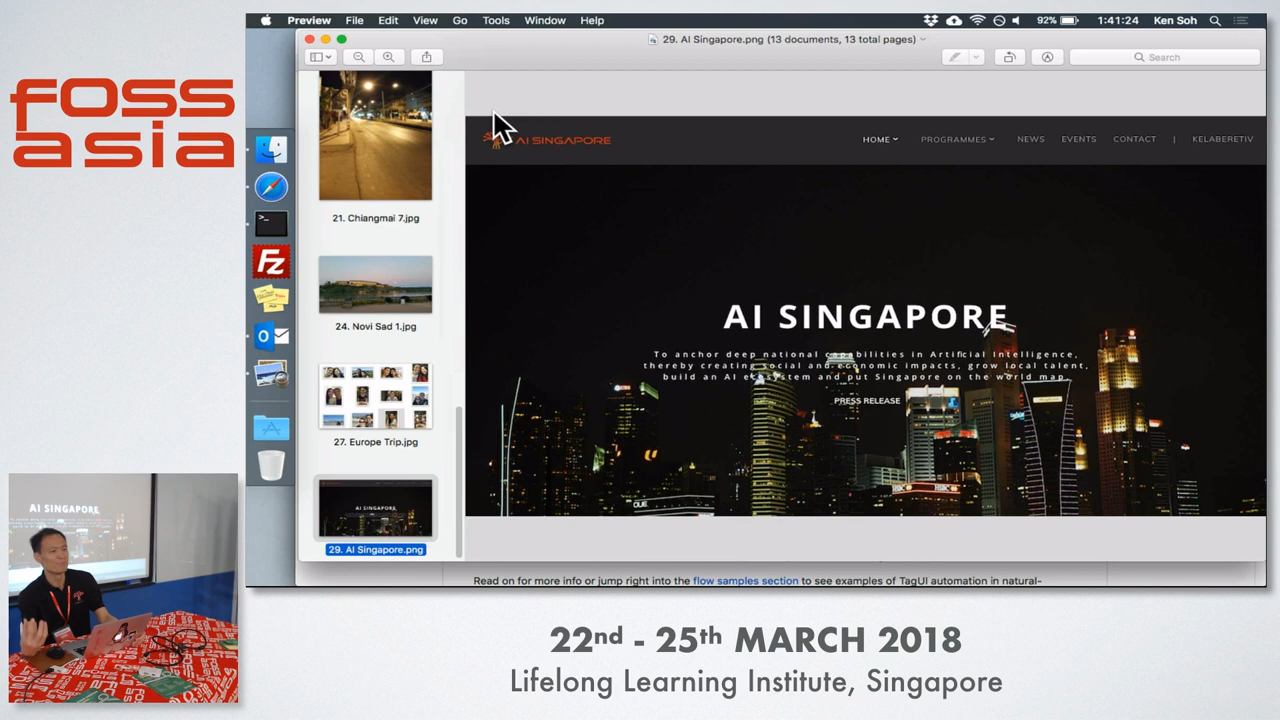 foss
asia
Preview File Edit View Go Tools Window Help 92% 1:41:24 Ken Soh
29. AI Singapore.png (13 documents, 13 total pages)
Search
21. Chiangmai 7.jpg
24. Novi Sad 1.jpg
27. Europe Trip.jpg
AI SINGAPORE
29. AI Singapore.png
AI SINGAPORE
HOME PROGRAMMES NEWS EVENTS CONTACT | KELABERETIV
AI SINGAPORE
To anchor deep national capabilities in Artificial Intelligence,
thereby creating social and economic impacts, grow local talent,
build an AI ecosystem and put Singapore on the world map
PRESS RELEASE
OUE
Read on for more info or jump right into the flow samples section to see examples of TagUI automation in natural-
AI SINGAPORE
22nd - 25th MARCH 2018
Lifelong Learning Institute, Singapore